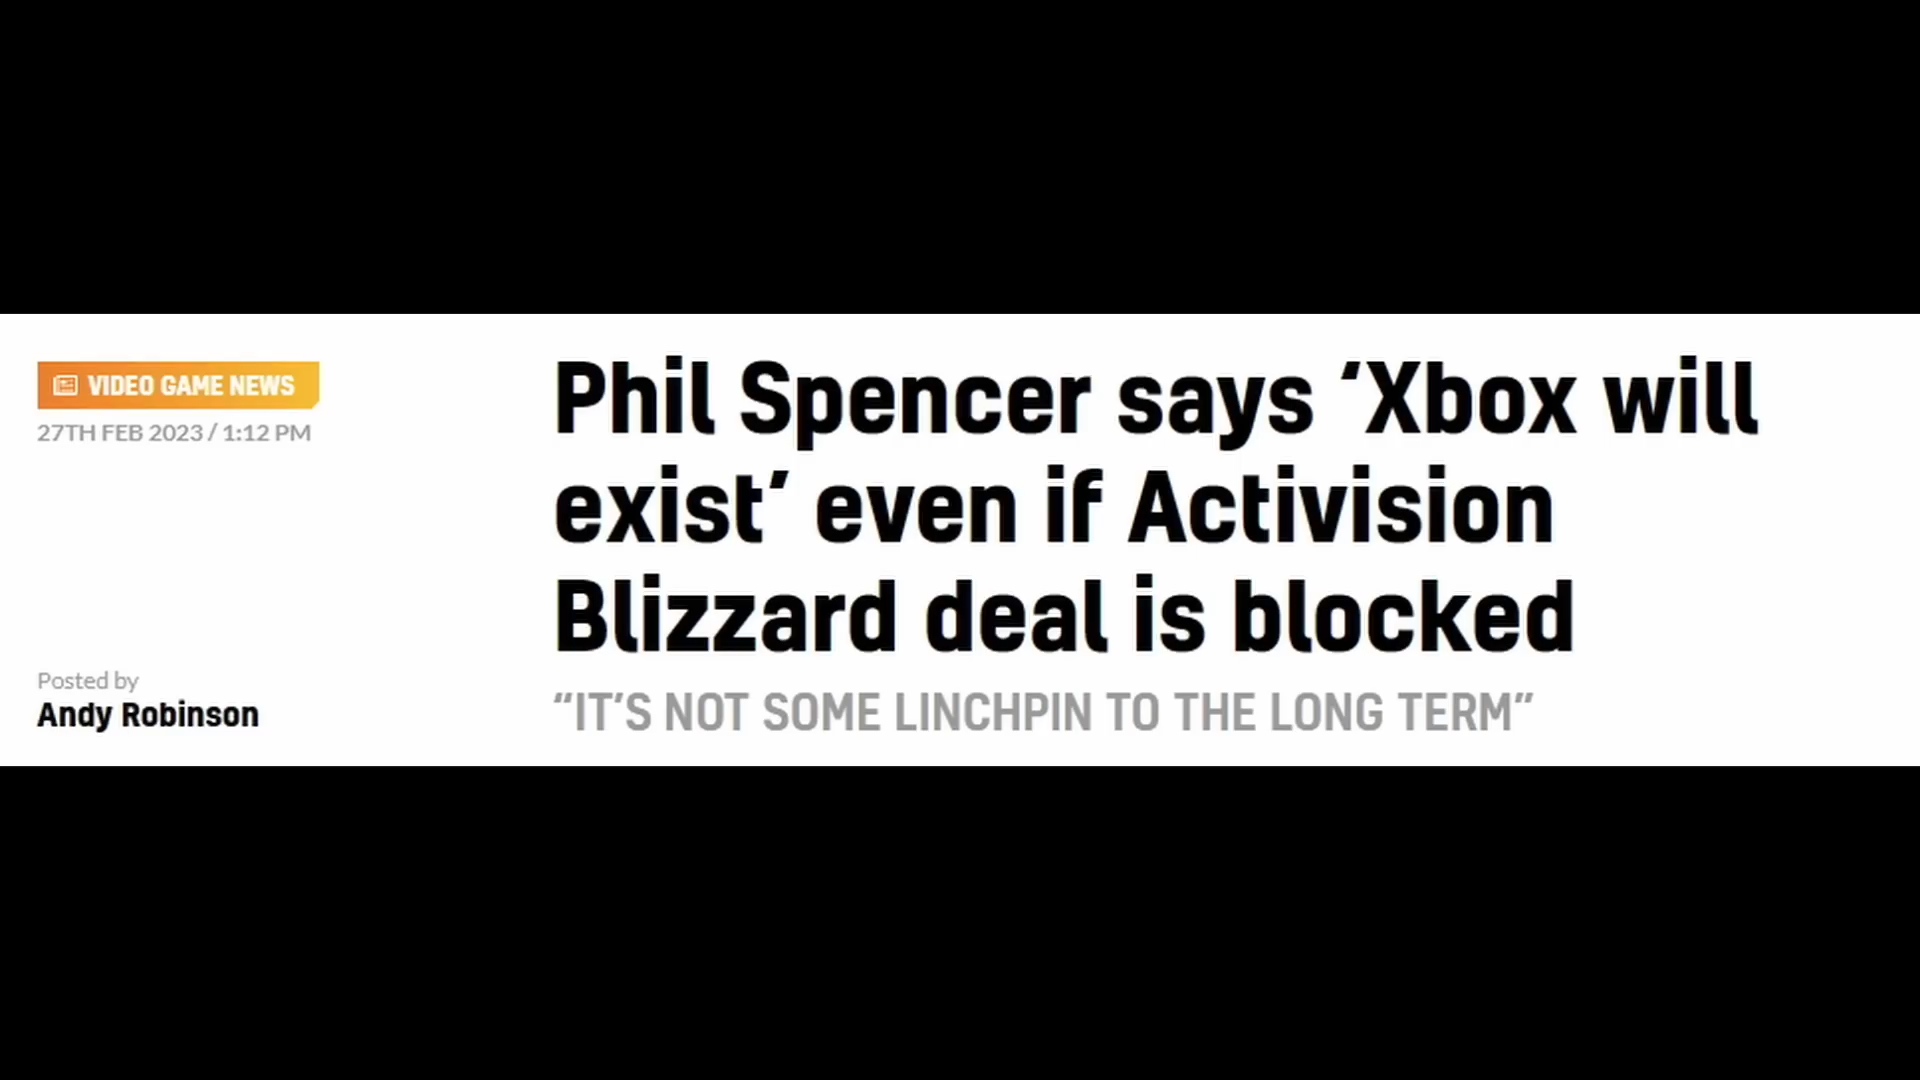 VIDEO GAME NEWS
27TH FEB 2023 / 1:12 PM
Posted by
Andy Robinson
Phil Spencer says ‘Xbox will
exist’ even if Activision
Blizzard deal is blocked
“IT’S NOT SOME LINCHPIN TO THE LONG TERM”